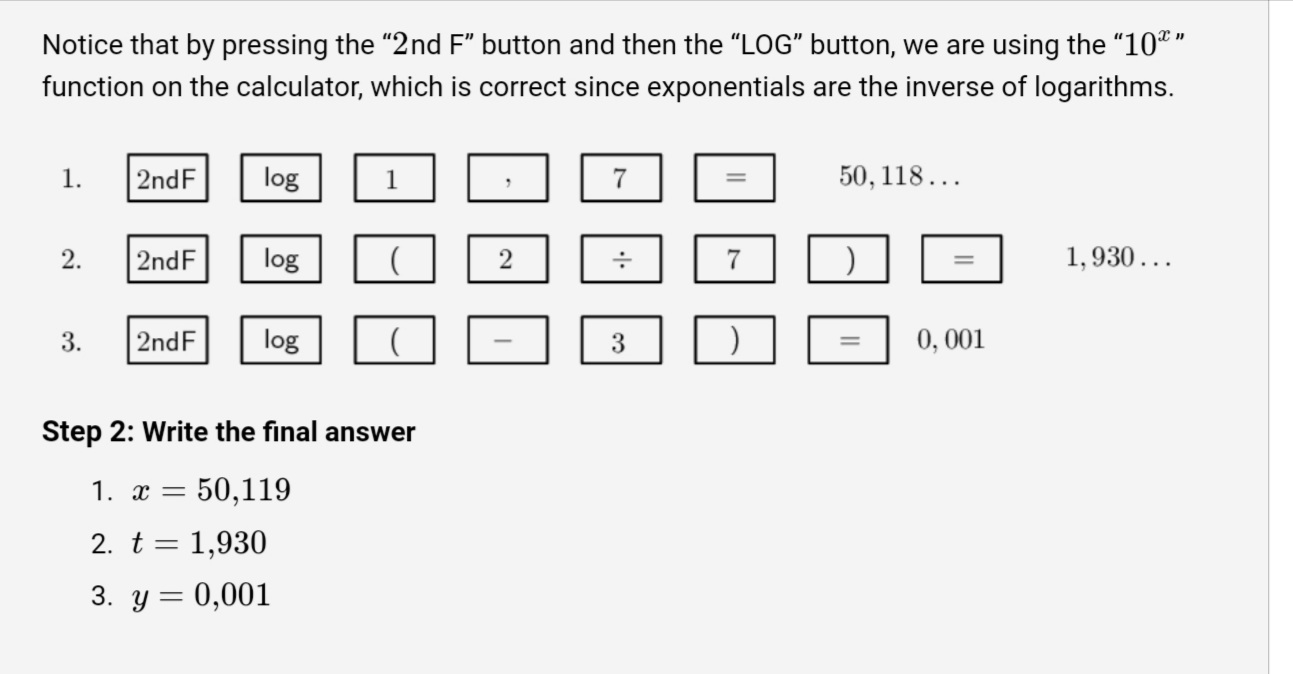 Notice that by pressing the “2nd F” button and then the “LOG” button, we are using the “10ˣ”
function on the calculator, which is correct since exponentials are the inverse of logarithms.
1. 2ndF log 1 , 7 = 50, 118 . . .
2. 2ndF log ( 2 ÷ 7 ) = 1, 930 . . .
3. 2ndF log ( − 3 ) = 0, 001
Step 2: Write the final answer
1. x = 50,119
2. t = 1,930
3. y = 0,001